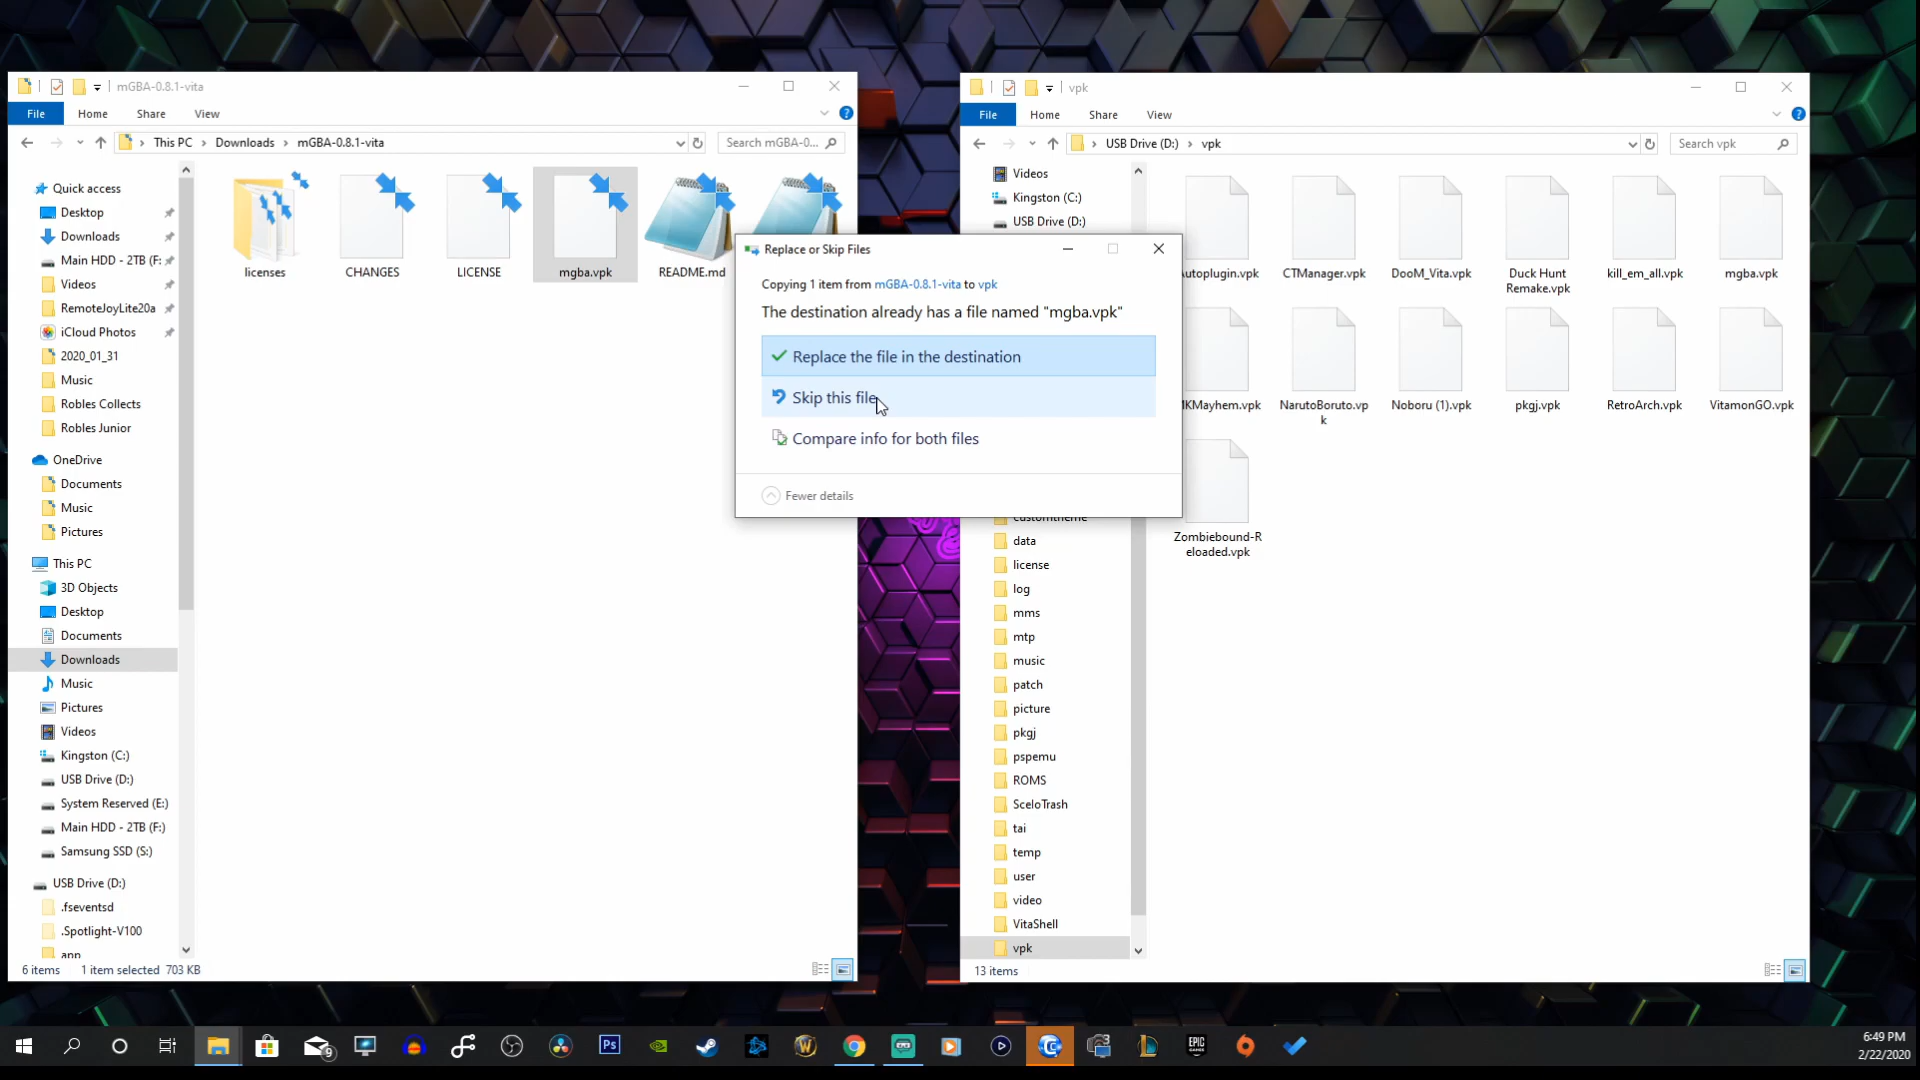 mGBA-0.8.1-vita
File
Home
Share
View
This PC
Downloads
mGBA-0.8.1-vita
Search mGBA-0...
Quick access
Desktop
Downloads
Main HDD - 2TB (F:
Videos
RemoteJoyLite20a
iCloud Photos
2020_01_31
Music
Robles Collects
Robles Junior
OneDrive
Documents
Music
Pictures
This PC
3D Objects
Desktop
Documents
Downloads
Music
Pictures
Videos
Kingston (C:)
USB Drive (D:)
System Reserved (E:)
Main HDD - 2TB (F:)
Samsung SSD (S:)
USB Drive (D:)
.fseventsd
.Spotlight-V100
app
licenses
CHANGES
LICENSE
mgba.vpk
README.md
6 items
1 item selected 703 KB
Replace or Skip Files
Copying 1 item from mGBA-0.8.1-vita to vpk
The destination already has a file named "mgba.vpk"
Replace the file in the destination
Skip this file
Compare info for both files
Fewer details
vpk
File
Home
Share
View
USB Drive (D:)
vpk
Search vpk
Videos
Kingston (C:)
USB Drive (D:)
customtheme
data
license
log
mms
mtp
music
patch
picture
pkgj
pspemu
ROMS
SceloTrash
tai
temp
user
video
VitaShell
vpk
utoplugin.vpk
CTManager.vpk
DooM_Vita.vpk
Duck Hunt
Remake.vpk
kill_em_all.vpk
mgba.vpk
KMayhem.vpk
NarutoBoruto.vp
k
Noboru (1).vpk
pkgj.vpk
RetroArch.vpk
VitamonGO.vpk
Zombiebound-R
eloaded.vpk
13 items
9
Ps
EPIC
GAMES
6:49 PM
2/22/2020